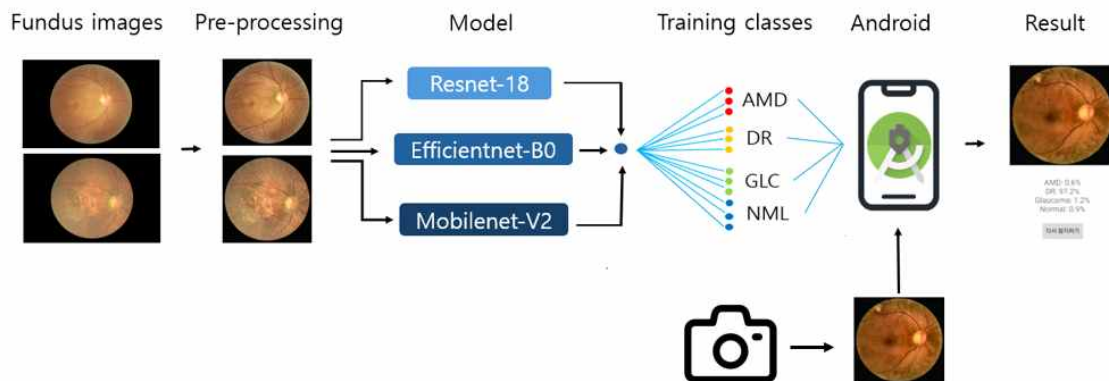 Fundus images
Pre-processing
Model
Training classes
Android
Result
Resnet-18
Efficientnet-B0
Mobilenet-V2
AMD
DR
GLC
NML
AMD: 0.6%
DR: 97.2%
Glaucoma: 1.2%
Normal: 0.9%